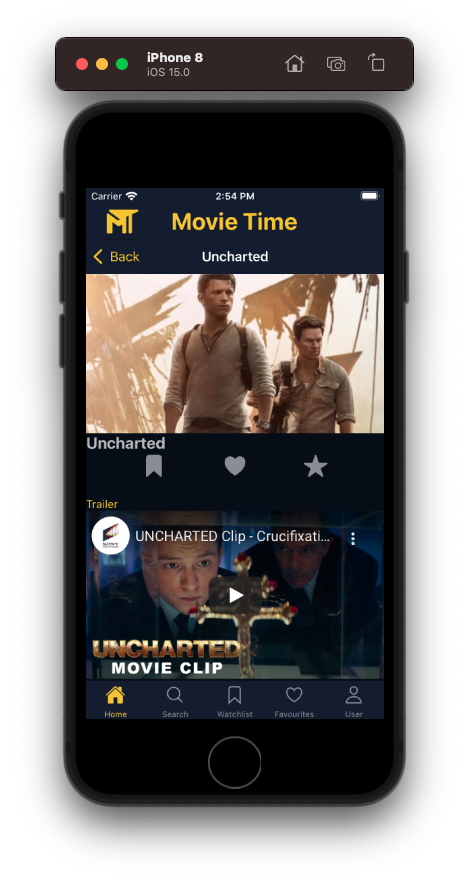 iPhone 8
iOS 15.0
Carrier 2:54 PM
MT Movie Time
Back Uncharted
Uncharted
Trailer
SONY
UNCHARTED Clip - Crucifixati...
UNCHARTED
MOVIE CLIP
Home Search Watchlist Favourites User